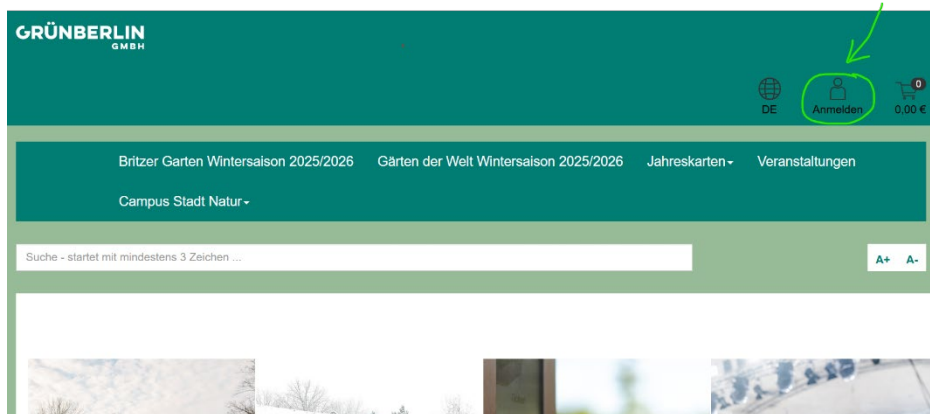 GRÜNBERLIN
GMBH
0
DE Anmelden 0,00 €
Britzer Garten Wintersaison 2025/2026 Gärten der Welt Wintersaison 2025/2026 Jahreskarten Veranstaltungen
Campus Stadt Natur
Suche - startet mit mindestens 3 Zeichen ...
A+ A-